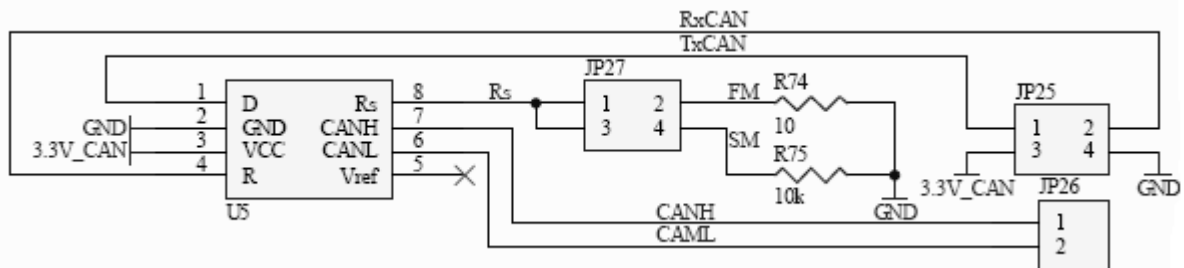 RxCAN
TxCAN
JP27
R74
JP25
1 D Rs 8 Rs 1 2 FM
10
2 GND CANH 7 3 4 SM
GND
3 VCC CANL 6
3.3V_CAN
4 R Vref 5
R75
10k
GND
1 2
3 4
3.3V_CAN
GND
U5
JP26
CANH 1
CAML 2